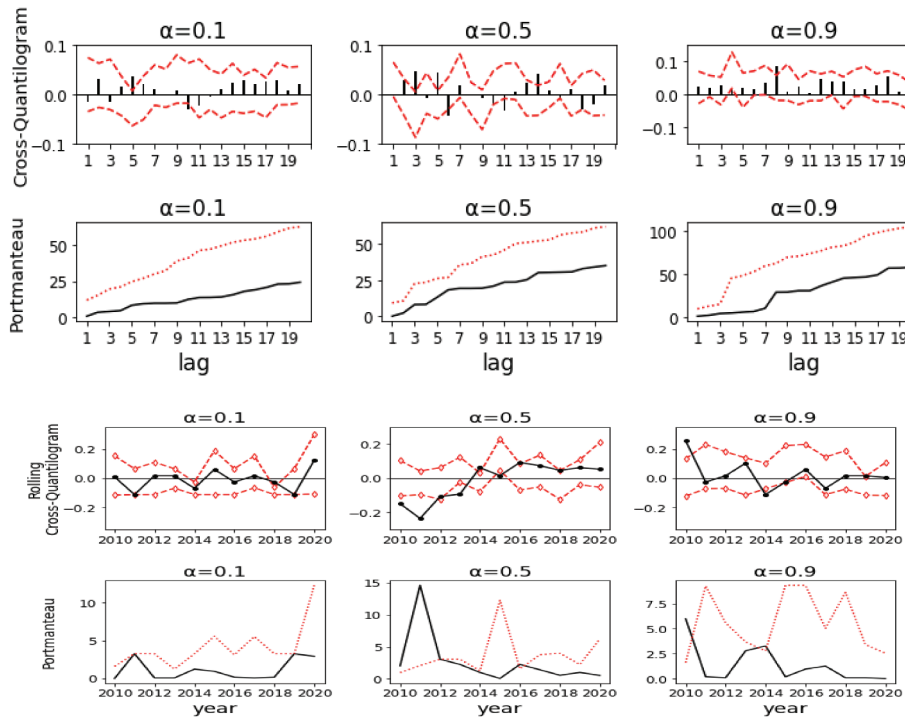 α=0.1 α=0.5 α=0.9
Cross-Quantilogram
0.1 0.1 0.1
0.0 0.0 0.0
−0.1 −0.1 −0.1
1 3 5 7 9 11 13 15 17 19 1 3 5 7 9 11 13 15 17 19 1 3 5 7 9 11 13 15 17 19
α=0.1 α=0.5 α=0.9
Portmanteau
50 50 100
25 25 50
0 0 0
1 3 5 7 9 11 13 15 17 19 1 3 5 7 9 11 13 15 17 19 1 3 5 7 9 11 13 15 17 19
lag lag lag
α=0.1 α=0.5 α=0.9
Rolling
Cross-Quantilogram
0.2 0.2 0.2
0.0 0.0 0.0
−0.2 −0.2 −0.2
2010 2012 2014 2016 2018 2020 2010 2012 2014 2016 2018 2020 2010 2012 2014 2016 2018 2020
α=0.1 α=0.5 α=0.9
Portmanteau
10 15 7.5
5 10 5.0
0 5 2.5
0 0.0
2010 2012 2014 2016 2018 2020 2010 2012 2014 2016 2018 2020 2010 2012 2014 2016 2018 2020
year year year